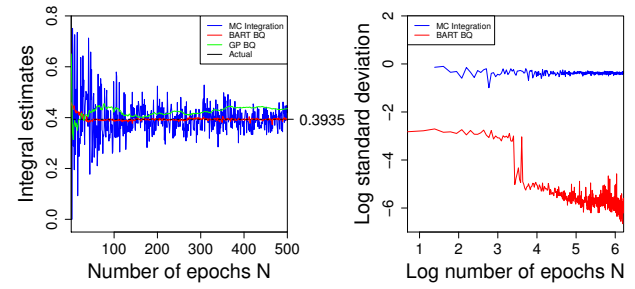 Integral estimates
0.0 0.2 0.4 0.6 0.8
MC Integration
BART BQ
GP BQ
Actual
0.3935
100 200 300 400 500
Number of epochs N
Log standard deviation
-6 -4 -2 0 2
MC Integration
BART BQ
1 2 3 4 5 6
Log number of epochs N